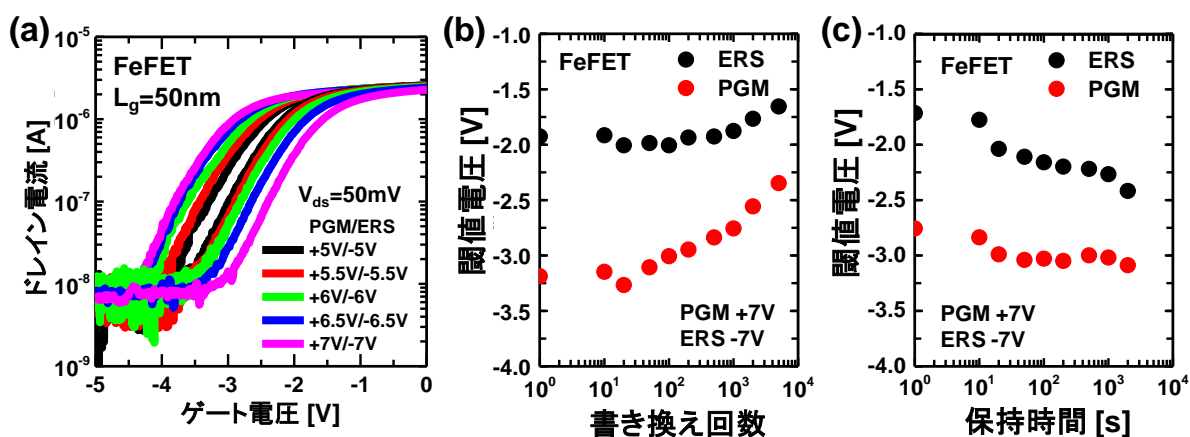 (a)
10⁻⁵
10⁻⁶
10⁻⁷
10⁻⁸
10⁻⁹
ドレイン電流 [A]
FeFET
Lg=50nm
Vds=50mV
PGM/ERS
+5V/-5V
+5.5V/-5.5V
+6V/-6V
+6.5V/-6.5V
+7V/-7V
-5 -4 -3 -2 -1 0
ゲート電圧 [V]
(b)
-1.0
-1.5
-2.0
-2.5
-3.0
-3.5
-4.0
閾値電圧 [V]
FeFET
ERS
PGM
PGM +7V
ERS -7V
10⁰ 10¹ 10² 10³ 10⁴
書き換え回数
(c)
-1.0
-1.5
-2.0
-2.5
-3.0
-3.5
-4.0
閾値電圧 [V]
FeFET
ERS
PGM
PGM +7V
ERS -7V
10⁰ 10¹ 10² 10³ 10⁴
保持時間 [s]